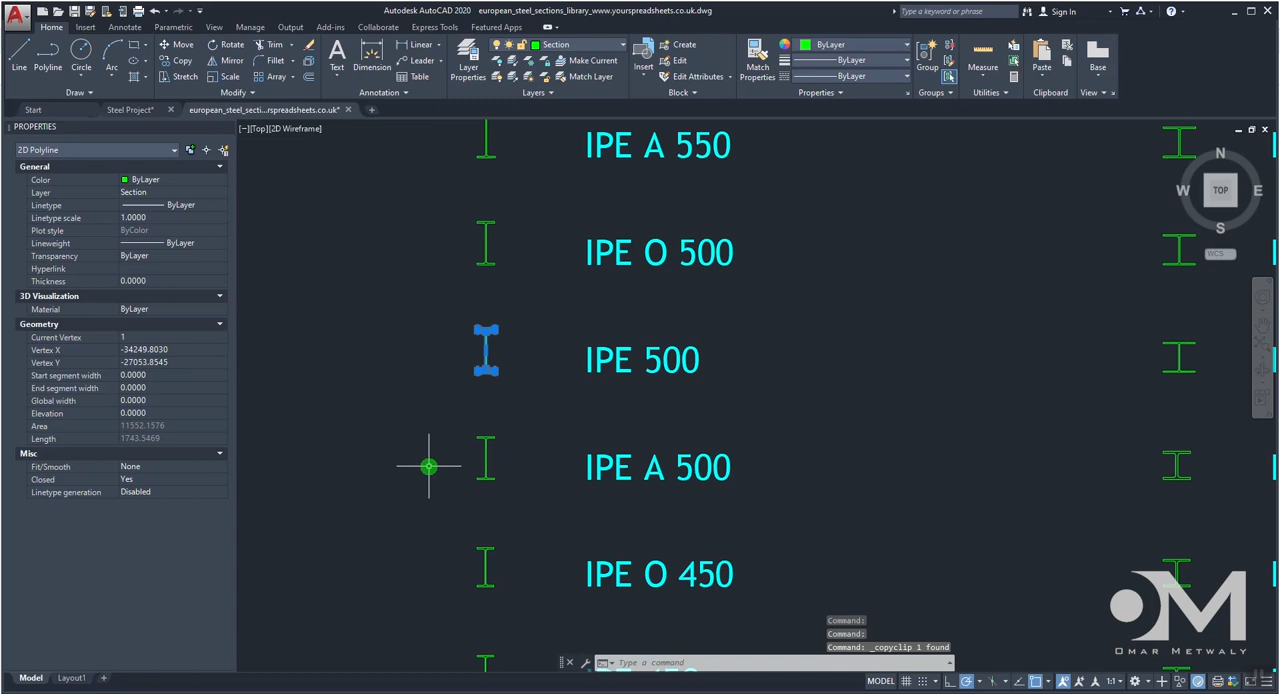 Autodesk AutoCAD 2020 european_steel_sections_library_www.yourspreadsheets.co.uk.dwg
Type a keyword or phrase
Sign In
Home Insert Annotate Parametric View Manage Output Add-ins Collaborate Express Tools Featured Apps
Line Polyline Circle Arc
Move Rotate Trim
Copy Mirror Fillet
Stretch Scale Array
Text Dimension
Linear
Leader
Table
Layer Properties
Section
Make Current
Match Layer
Insert
Create
Edit
Edit Attributes
Match Properties
ByLayer
ByLayer
ByLayer
Group
Measure
Paste
Base
Draw Modify Annotation Layers Block Properties Groups Utilities Clipboard View
Start Steel Project* european_steel_secti...rspreadsheets.co.uk*
PROPERTIES
[−][Top][2D Wireframe]
2D Polyline
General
Color ByLayer
Layer Section
Linetype ByLayer
Linetype scale 1.0000
Plot style ByColor
Lineweight ByLayer
Transparency ByLayer
Hyperlink
Thickness 0.0000
3D Visualization
Material ByLayer
Geometry
Current Vertex 1
Vertex X -34249.8030
Vertex Y -27053.8545
Start segment width 0.0000
End segment width 0.0000
Global width 0.0000
Elevation 0.0000
Area 11552.1576
Length 1743.5469
Misc
Fit/Smooth None
Closed Yes
Linetype generation Disabled
IPE A 550
IPE O 500
IPE 500
IPE A 500
IPE O 450
N
W TOP E
S
WCS
Command:
Command:
Command: _copyclip 1 found
Type a command
OM
OMAR METWALY
Model Layout1
MODEL 1:1